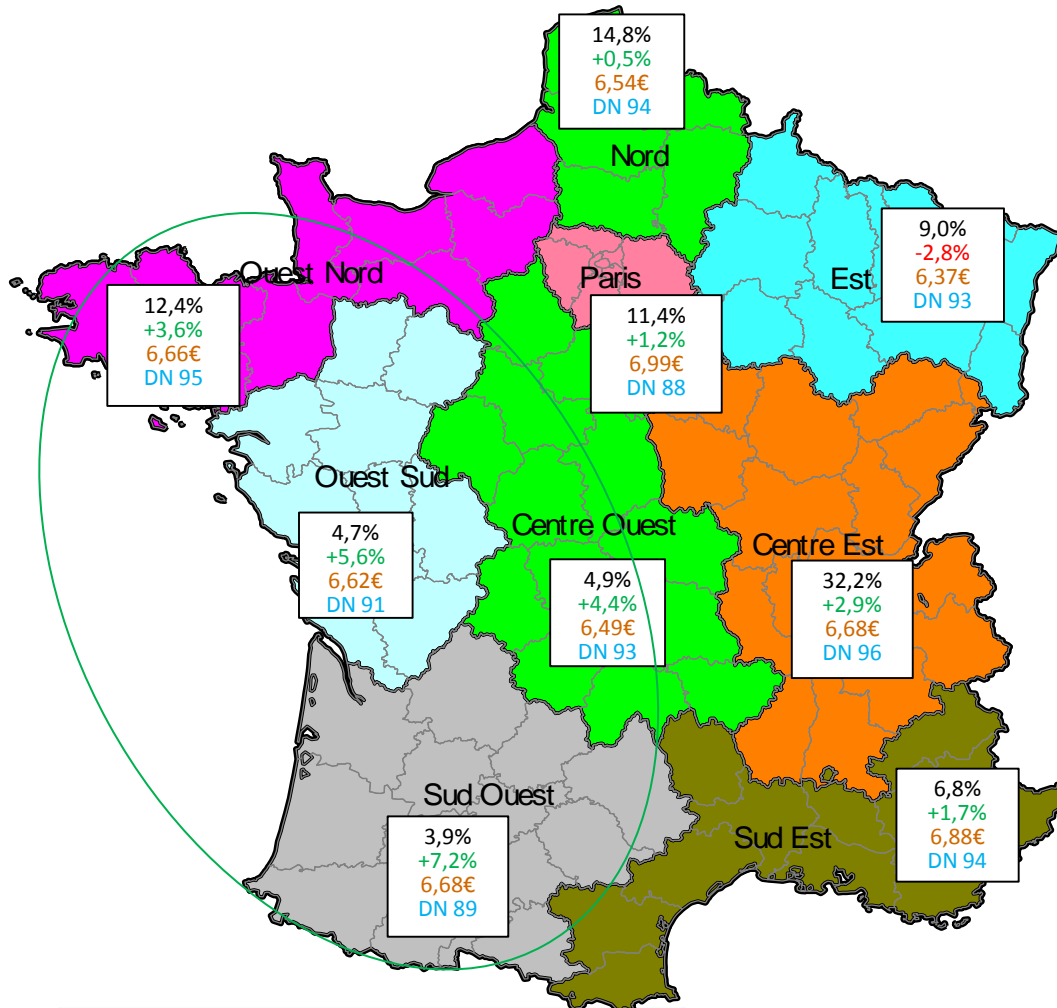 14,8%
+0,5%
6,54€
DN 94
Nord
9,0%
-2,8%
6,37€
DN 93
Est
Ouest Nord
12,4%
+3,6%
6,66€
DN 95
Paris
11,4%
+1,2%
6,99€
DN 88
Ouest Sud
4,7%
+5,6%
6,62€
DN 91
Centre Ouest
4,9%
+4,4%
6,49€
DN 93
Centre Est
32,2%
+2,9%
6,68€
DN 96
Sud Ouest
3,9%
+7,2%
6,68€
DN 89
Sud Est
6,8%
+1,7%
6,88€
DN 94